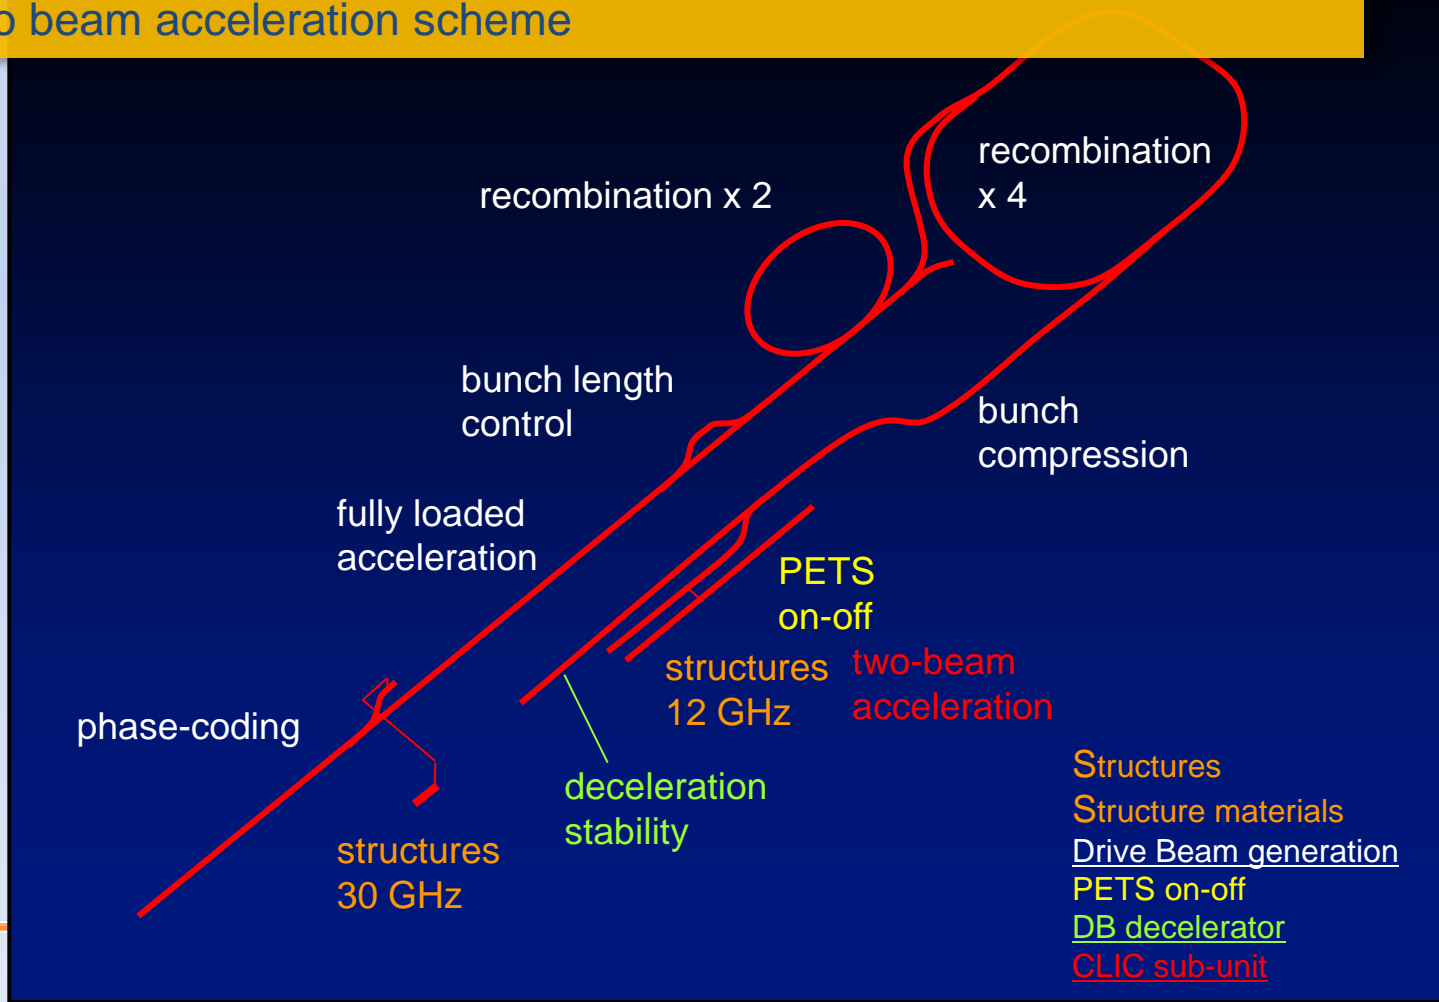 beam acceleration scheme
recombination
x 4
recombination x 2
bunch length
control
bunch
compression
fully loaded
acceleration
PETS
on-off
structures
12 GHz
two-beam
acceleration
phase-coding
deceleration
stability
structures
30 GHz
Structures
Structure materials
Drive Beam generation
PETS on-off
DB decelerator
CLIC sub-unit